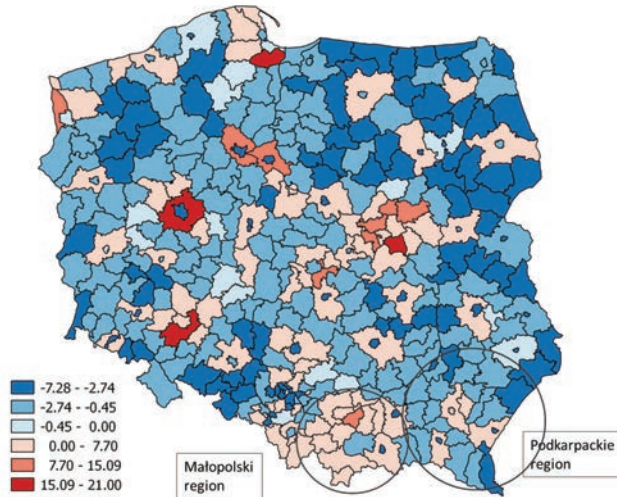 -7.28 - -2.74
-2.74 - -0.45
-0.45 - 0.00
0.00 - 7.70
7.70 - 15.09
15.09 - 21.00
Małopolski
region
Podkarpackie
region